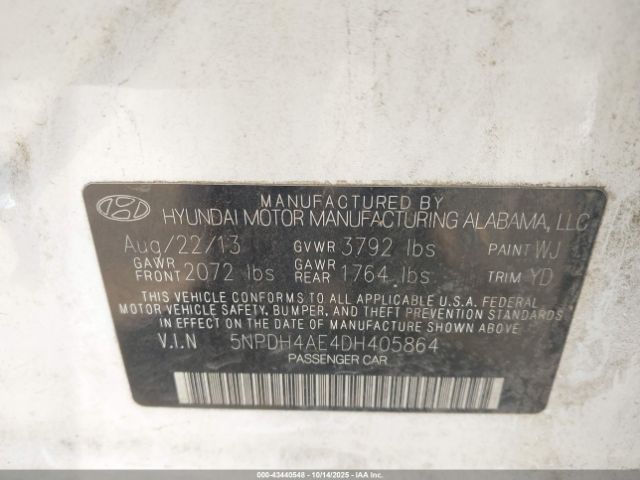 MANUFACTURED BY
HYUNDAI MOTOR MANUFACTURING ALABAMA, LLC
Aug/22/13 GVWR 3792 lbs PAINT WJ
GAWR FRONT 2072 lbs GAWR REAR 1764 lbs TRIM YD
THIS VEHICLE CONFORMS TO ALL APPLICABLE U.S.A. FEDERAL
MOTOR VEHICLE SAFETY, BUMPER, AND THEFT PREVENTION STANDARDS
IN EFFECT ON THE DATE OF MANUFACTURE SHOWN ABOVE.
V.I.N 5NPDH4AE4DH405864
PASSENGER CAR
000-43440548 - 10/14/2025 - IAAI.COM